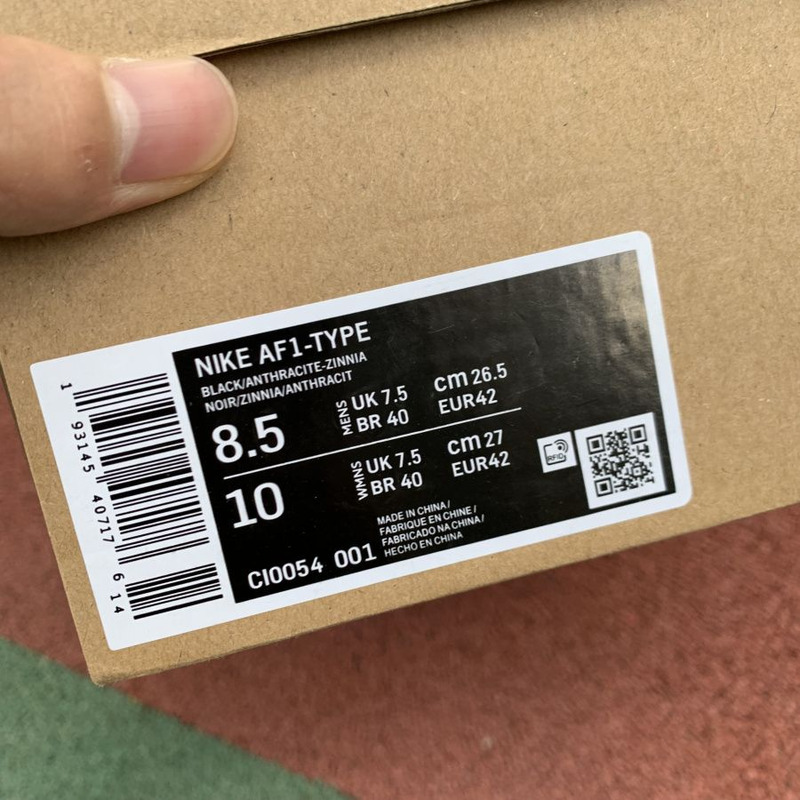 NIKE AF1-TYPE
BLACK/ANTHRACITE-ZINNIA
NOIR/ZINNIA/ANTHRACIT
8.5 MENS UK 7.5 cm 26.5
BR 40 EUR42
10 WMNS UK 7.5 cm 27
BR 40 EUR42
RFID
MADE IN CHINA /
FABRIQUE EN CHINE /
FABRICADO NA CHINA /
HECHO EN CHINA
CI0054 001
1 93145 40717 6 14